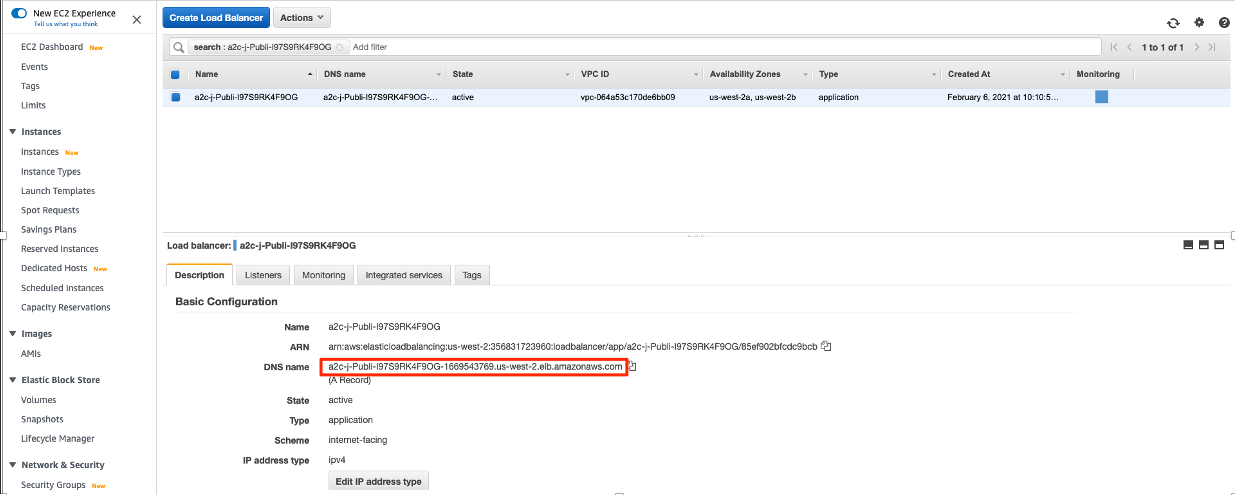 New EC2 Experience
Tell us what you think
EC2 Dashboard New
Events
Tags
Limits
Instances
Instances New
Instance Types
Launch Templates
Spot Requests
Savings Plans
Reserved Instances
Dedicated Hosts New
Scheduled Instances
Capacity Reservations
Images
AMIs
Elastic Block Store
Volumes
Snapshots
Lifecycle Manager
Network & Security
Security Groups New
Create Load Balancer Actions
search : a2c-j-Publi-I97S9RK4F9OG Add filter 1 to 1 of 1
Name DNS name State VPC ID Availability Zones Type Created At Monitoring
a2c-j-Publi-I97S9RK4F9OG a2c-j-Publi-I97S9RK4F9OG-... active vpc-064a53c170de6bb09 us-west-2a, us-west-2b application February 6, 2021 at 10:10:5...
Load balancer: a2c-j-Publi-I97S9RK4F9OG
Description Listeners Monitoring Integrated services Tags
Basic Configuration
Name a2c-j-Publi-I97S9RK4F9OG
ARN arn:aws:elasticloadbalancing:us-west-2:356831723960:loadbalancer/app/a2c-j-Publi-I97S9RK4F9OG/85ef902bfcdc9bcb
DNS name a2c-j-Publi-I97S9RK4F9OG-1669543769.us-west-2.elb.amazonaws.com
(A Record)
State active
Type application
Scheme internet-facing
IP address type ipv4
Edit IP address type